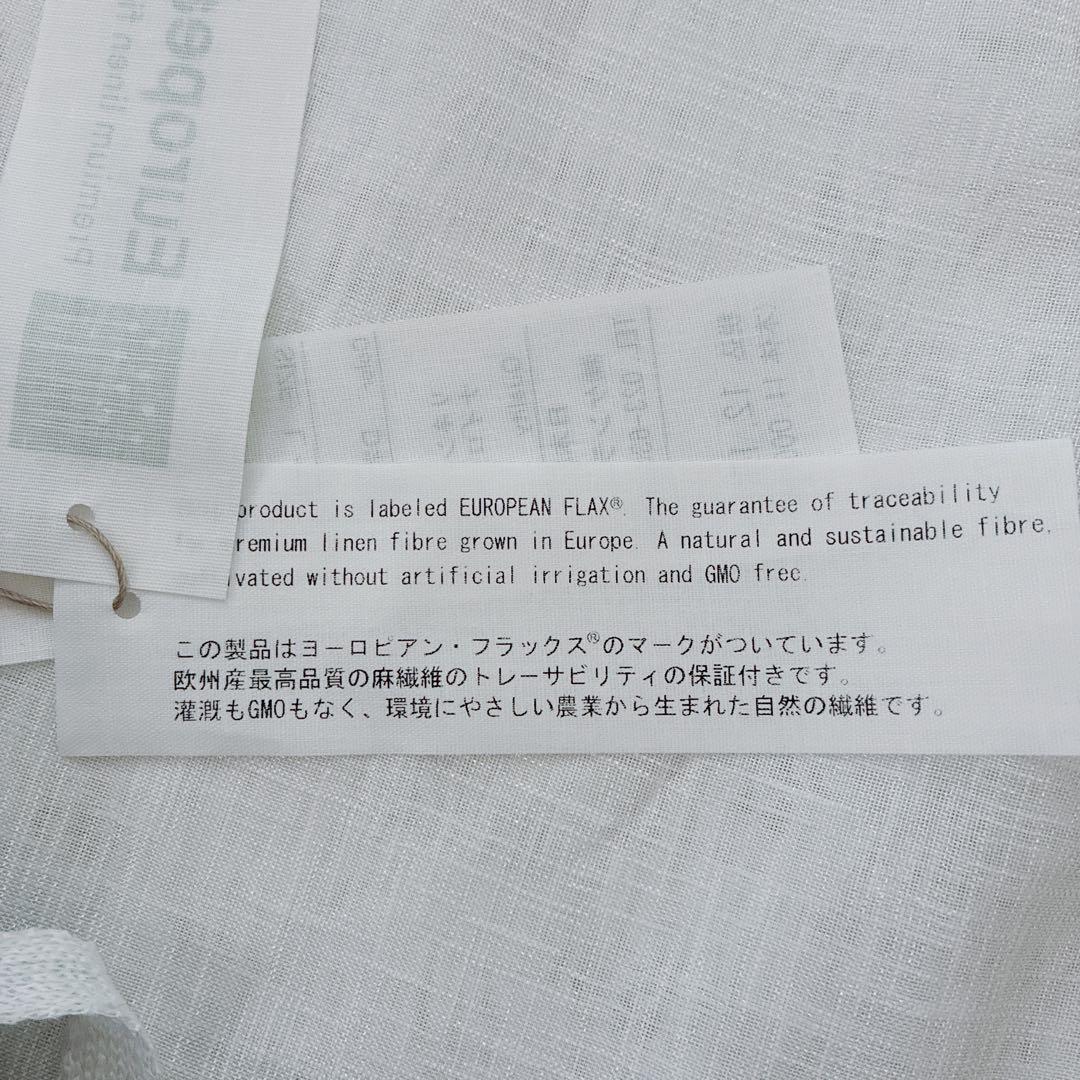 Europe
Premium linen
product is labeled EUROPEAN FLAX®. The guarantee of traceability
remium linen fibre grown in Europe. A natural and sustainable fibre,
ivated without artificial irrigation and GMO free.
この製品はヨーロピアン・フラックス®のマークがついています。
欧州産最高品質の麻繊維のトレーサビリティの保証付きです。
灌漑もGMOもなく、環境にやさしい農業から生まれた自然の繊維です。